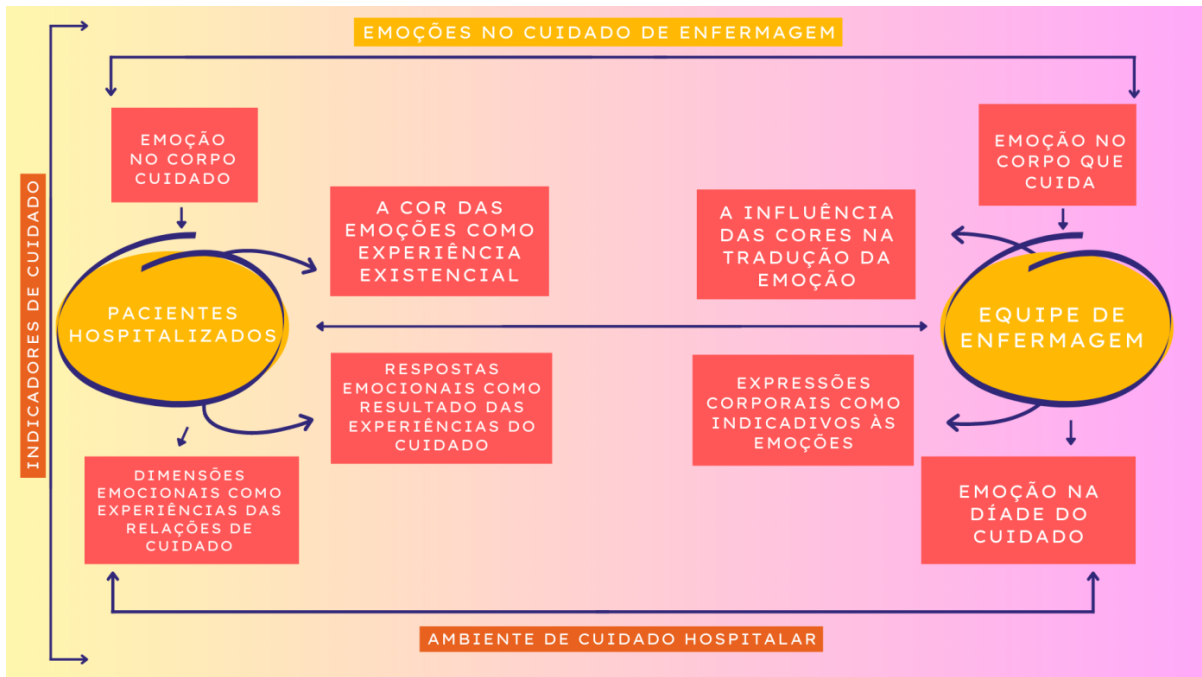 EMOÇÕES NO CUIDADO DE ENFERMAGEM
INDICADORES DE CUIDADO
EMOÇÃO
NO CORPO
CUIDADO
EMOÇÃO NO
CORPO QUE
CUIDA
A COR DAS
EMOÇÕES COMO
EXPERIÊNCIA
EXISTENCIAL
A INFLUÊNCIA
DAS CORES NA
TRADUÇÃO DA
EMOÇÃO
PACIENTES
HOSPITALIZADOS
EQUIPE DE
ENFERMAGEM
RESPOSTAS
EMOCIONAIS COMO
RESULTADO DAS
EXPERIÊNCIAS DO
CUIDADO
EXPRESSÕES
CORPORAIS COMO
INDICADIVOS ÀS
EMOÇÕES
DIMENSÕES
EMOCIONAIS COMO
EXPERIÊNCIAS DAS
RELAÇÕES DE
CUIDADO
EMOÇÃO NA
DÍADE DO
CUIDADO
AMBIENTE DE CUIDADO HOSPITALAR